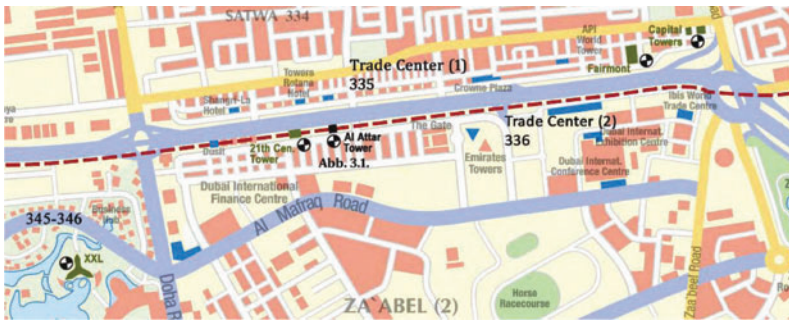 SATWA 334
API
World
Tower
Capital
Towers
Road
Fairmont
Trade Center (1)
335
Towers
Rotana
Hotel
Shangri-La
Hotel
Crowne Plaza
Ibis World
Trade Centre
Dusit
21th Cen.
Tower
Al Attar
Tower
Abb. 3.1.
The Gate
Trade Center (2)
336
Emirates
Towers
Dubai Internat.
Exhibition Centre
Dubai Internat.
Conference Centre
Dubai International
Finance Centre
Al Mafraq Road
345-346
Business
XXL
Doha R
Horse
Racecourse
Zaa'beel Road
ZA`ABEL (2)